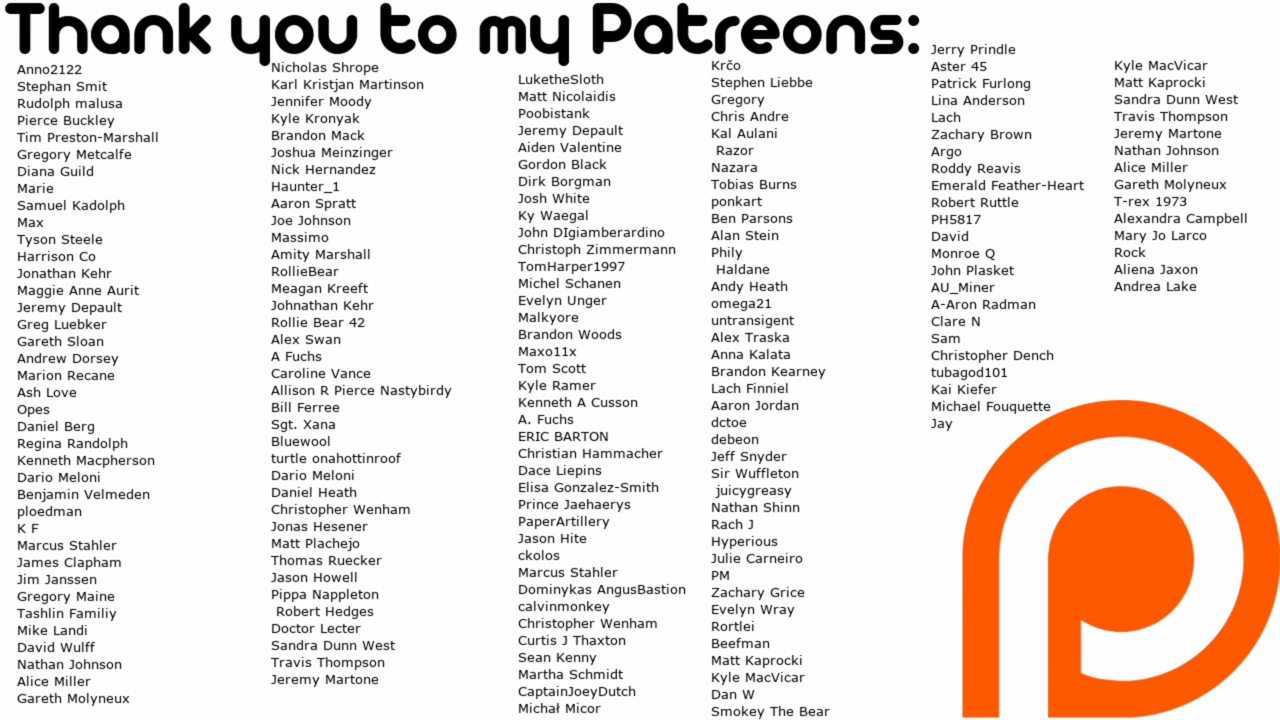 Thank you to my Patreons:
Anno2122
Stephan Smit
Rudolph malusa
Pierce Buckley
Tim Preston-Marshall
Gregory Metcalfe
Diana Guild
Marie
Samuel Kadolph
Max
Tyson Steele
Harrison Co
Jonathan Kehr
Maggie Anne Aurit
Jeremy Depault
Greg Luebker
Gareth Sloan
Andrew Dorsey
Marion Recane
Ash Love
Opes
Daniel Berg
Regina Randolph
Kenneth Macpherson
Dario Meloni
Benjamin Velmeden
ploedman
K F
Marcus Stahler
James Clapham
Jim Janssen
Gregory Maine
Tashlin Familiy
Mike Landi
David Wulff
Nathan Johnson
Alice Miller
Gareth Molyneux
Nicholas Shrope
Karl Kristjan Martinson
Jennifer Moody
Kyle Kronyak
Brandon Mack
Joshua Meinzinger
Nick Hernandez
Haunter_1
Aaron Spratt
Joe Johnson
Massimo
Amity Marshall
RollieBear
Meagan Kreeft
Johnathan Kehr
Rollie Bear 42
Alex Swan
A Fuchs
Caroline Vance
Allison R Pierce Nastybirdy
Bill Ferree
Sgt. Xana
Bluewool
turtle onahottinroof
Dario Meloni
Daniel Heath
Christopher Wenham
Jonas Hesener
Matt Plachejo
Thomas Ruecker
Jason Howell
Pippa Nappleton
Robert Hedges
Doctor Lecter
Sandra Dunn West
Travis Thompson
Jeremy Martone
LuketheSloth
Matt Nicolaidis
Poobistank
Jeremy Depault
Aiden Valentine
Gordon Black
Dirk Borgman
Josh White
Ky Waegal
John DIgiamberardino
Christoph Zimmermann
TomHarper1997
Michel Schanen
Evelyn Unger
Malkyore
Brandon Woods
Maxo11x
Tom Scott
Kyle Ramer
Kenneth A Cusson
A. Fuchs
ERIC BARTON
Christian Hammacher
Dace Liepins
Elisa Gonzalez-Smith
Prince Jaehaerys
PaperArtillery
Jason Hite
ckolos
Marcus Stahler
Dominykas AngusBastion
calvinmonkey
Christopher Wenham
Curtis J Thaxton
Sean Kenny
Martha Schmidt
CaptainJoeyDutch
Michał Micor
Krčo
Stephen Liebbe
Gregory
Chris Andre
Kal Aulani
Razor
Nazara
Tobias Burns
ponkart
Ben Parsons
Alan Stein
Phily
Haldane
Andy Heath
omega21
untransigent
Alex Traska
Anna Kalata
Brandon Kearney
Lach Finniel
Aaron Jordan
dctoe
debeon
Jeff Snyder
Sir Wuffleton
juicygreasy
Nathan Shinn
Rach J
Hyperious
Julie Carneiro
PM
Zachary Grice
Evelyn Wray
Rortlei
Beefman
Matt Kaprocki
Kyle MacVicar
Dan W
Smokey The Bear
Jerry Prindle
Aster 45
Patrick Furlong
Lina Anderson
Lach
Zachary Brown
Argo
Roddy Reavis
Emerald Feather-Heart
Robert Ruttle
PH5817
David
Monroe Q
John Plasket
AU_Miner
A-Aron Radman
Clare N
Sam
Christopher Dench
tubagod101
Kai Kiefer
Michael Fouquette
Jay
Kyle MacVicar
Matt Kaprocki
Sandra Dunn West
Travis Thompson
Jeremy Martone
Nathan Johnson
Alice Miller
Gareth Molyneux
T-rex 1973
Alexandra Campbell
Mary Jo Larco
Rock
Aliena Jaxon
Andrea Lake